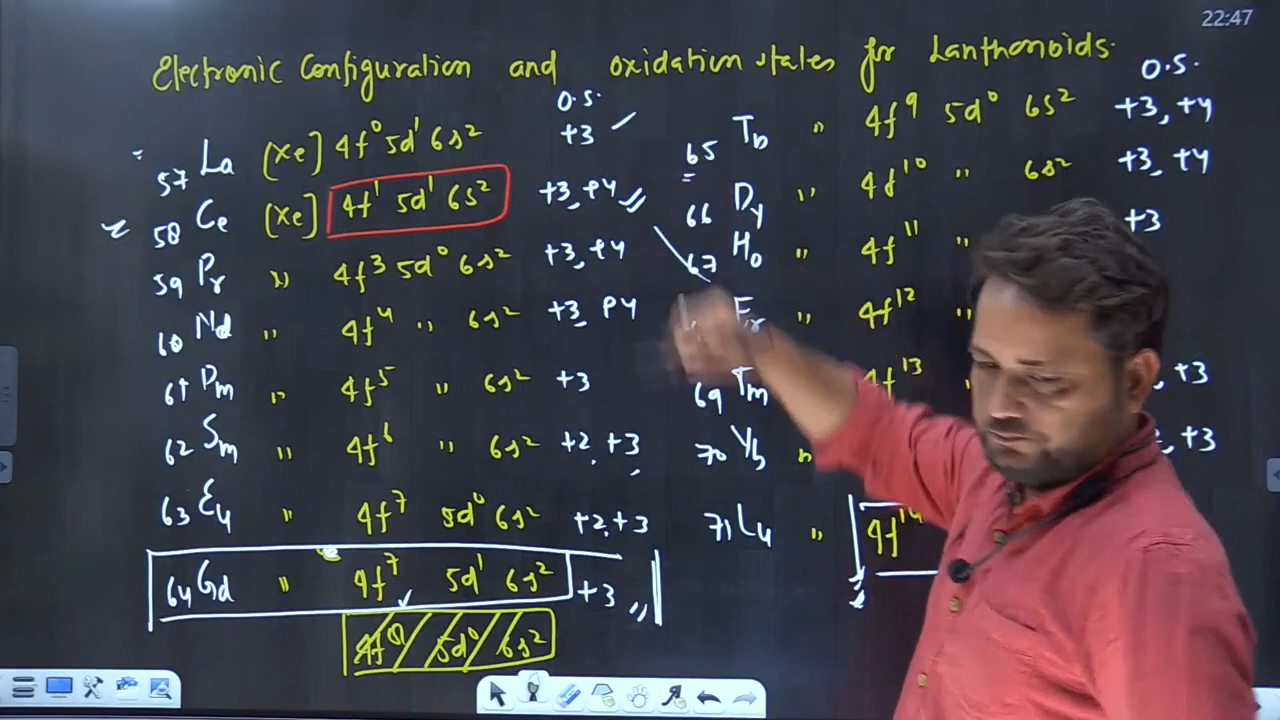 22:47
Electronic Configuration and oxidation states for Lanthanoids.
O.S.
57 La [Xe] 4f⁰ 5d¹ 6s² +3
58 Ce [Xe] 4f¹ 5d¹ 6s² +3, +4
59 Pr " 4f³ 5d⁰ 6s² +3, +4
60 Nd " 4f⁴ " 6s² +3, +4
61 Pm " 4f⁵ " 6s² +3
62 Sm " 4f⁶ " 6s² +2, +3
63 Eu " 4f⁷ 5d⁰ 6s² +2, +3
64 Gd " 4f⁷ 5d¹ 6s² +3
5d⁰ 6s²
O.S.
65 Tb " 4f⁹ 5d⁰ 6s² +3, +4
66 Dy " 4f¹⁰ " 6s² +3, +4
67 Ho " 4f¹¹ " +3
Er " 4f¹² "
69 Tm 4f¹³ , +3
70 Yb " , +3
71 Lu " 4f¹⁴